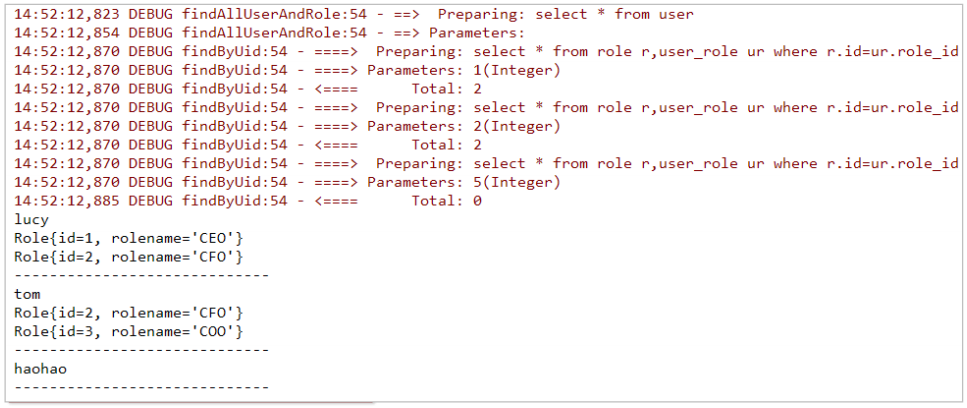 14:52:12,823 DEBUG findAllUserAndRole:54 - ==>  Preparing: select * from user
14:52:12,854 DEBUG findAllUserAndRole:54 - ==> Parameters:
14:52:12,870 DEBUG findByUid:54 - ====>  Preparing: select * from role r,user_role ur where r.id=ur.role_id
14:52:12,870 DEBUG findByUid:54 - ====> Parameters: 1(Integer)
14:52:12,870 DEBUG findByUid:54 - <====      Total: 2
14:52:12,870 DEBUG findByUid:54 - ====>  Preparing: select * from role r,user_role ur where r.id=ur.role_id
14:52:12,870 DEBUG findByUid:54 - ====> Parameters: 2(Integer)
14:52:12,870 DEBUG findByUid:54 - <====      Total: 2
14:52:12,870 DEBUG findByUid:54 - ====>  Preparing: select * from role r,user_role ur where r.id=ur.role_id
14:52:12,870 DEBUG findByUid:54 - ====> Parameters: 5(Integer)
14:52:12,885 DEBUG findByUid:54 - <====      Total: 0
lucy
Role{id=1, rolename='CEO'}
Role{id=2, rolename='CFO'}
-----------------------------
tom
Role{id=2, rolename='CFO'}
Role{id=3, rolename='COO'}
-----------------------------
haohao
-----------------------------